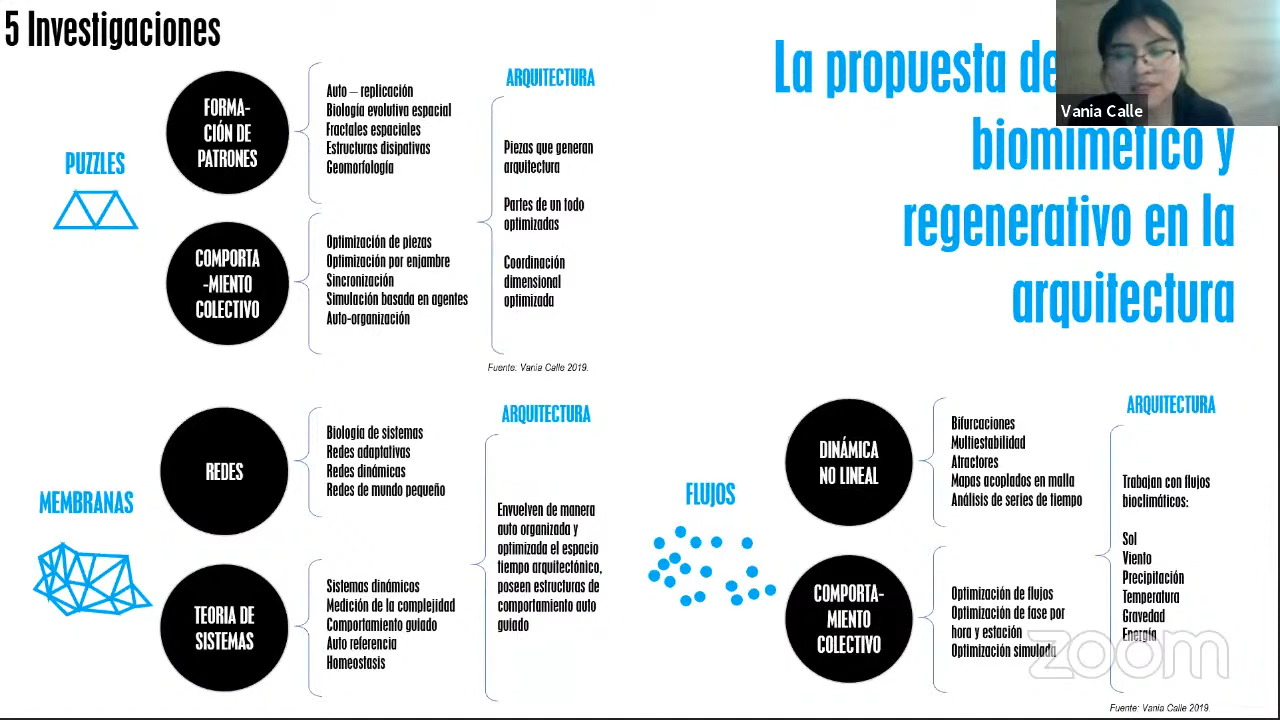 5 Investigaciones
La propuesta de
biomimético y
regenerativo en la
arquitectura
Vania Calle
PUZZLES
FORMA-
CIÓN DE
PATRONES
Auto – replicación
Biología evolutiva espacial
Fractales espaciales
Estructuras disipativas
Geomorfología
COMPORTA
-MIENTO
COLECTIVO
Optimización de piezas
Optimización por enjambre
Sincronización
Simulación basada en agentes
Auto-organización
ARQUITECTURA
Piezas que generan
arquitectura
Partes de un todo
optimizadas
Coordinación
dimensional
optimizada
Fuente. Vania Calle 2019.
MEMBRANAS
REDES
Biología de sistemas
Redes adaptativas
Redes dinámicas
Redes de mundo pequeño
TEORIA DE
SISTEMAS
Sistemas dinámicos
Medición de la complejidad
Comportamiento guiado
Auto referencia
Homeostasis
ARQUITECTURA
Envuelven de manera
auto organizada y
optimizada el espacio
tiempo arquitectónico,
poseen estructuras de
comportamiento auto
guiado
FLUJOS
DINÁMICA
NO LINEAL
Bifurcaciones
Multiestabilidad
Atractores
Mapas acoplados en malla
Análisis de series de tiempo
COMPORTA-
MIENTO
COLECTIVO
Optimización de flujos
Optimización de fase por
hora y estación
Optimización simulada
ARQUITECTURA
Trabajan con flujos
bioclimáticos:
Sol
Viento
Precipitación
Temperatura
Gravedad
Energía
zoom
Fuente: Vania Calle 2019.